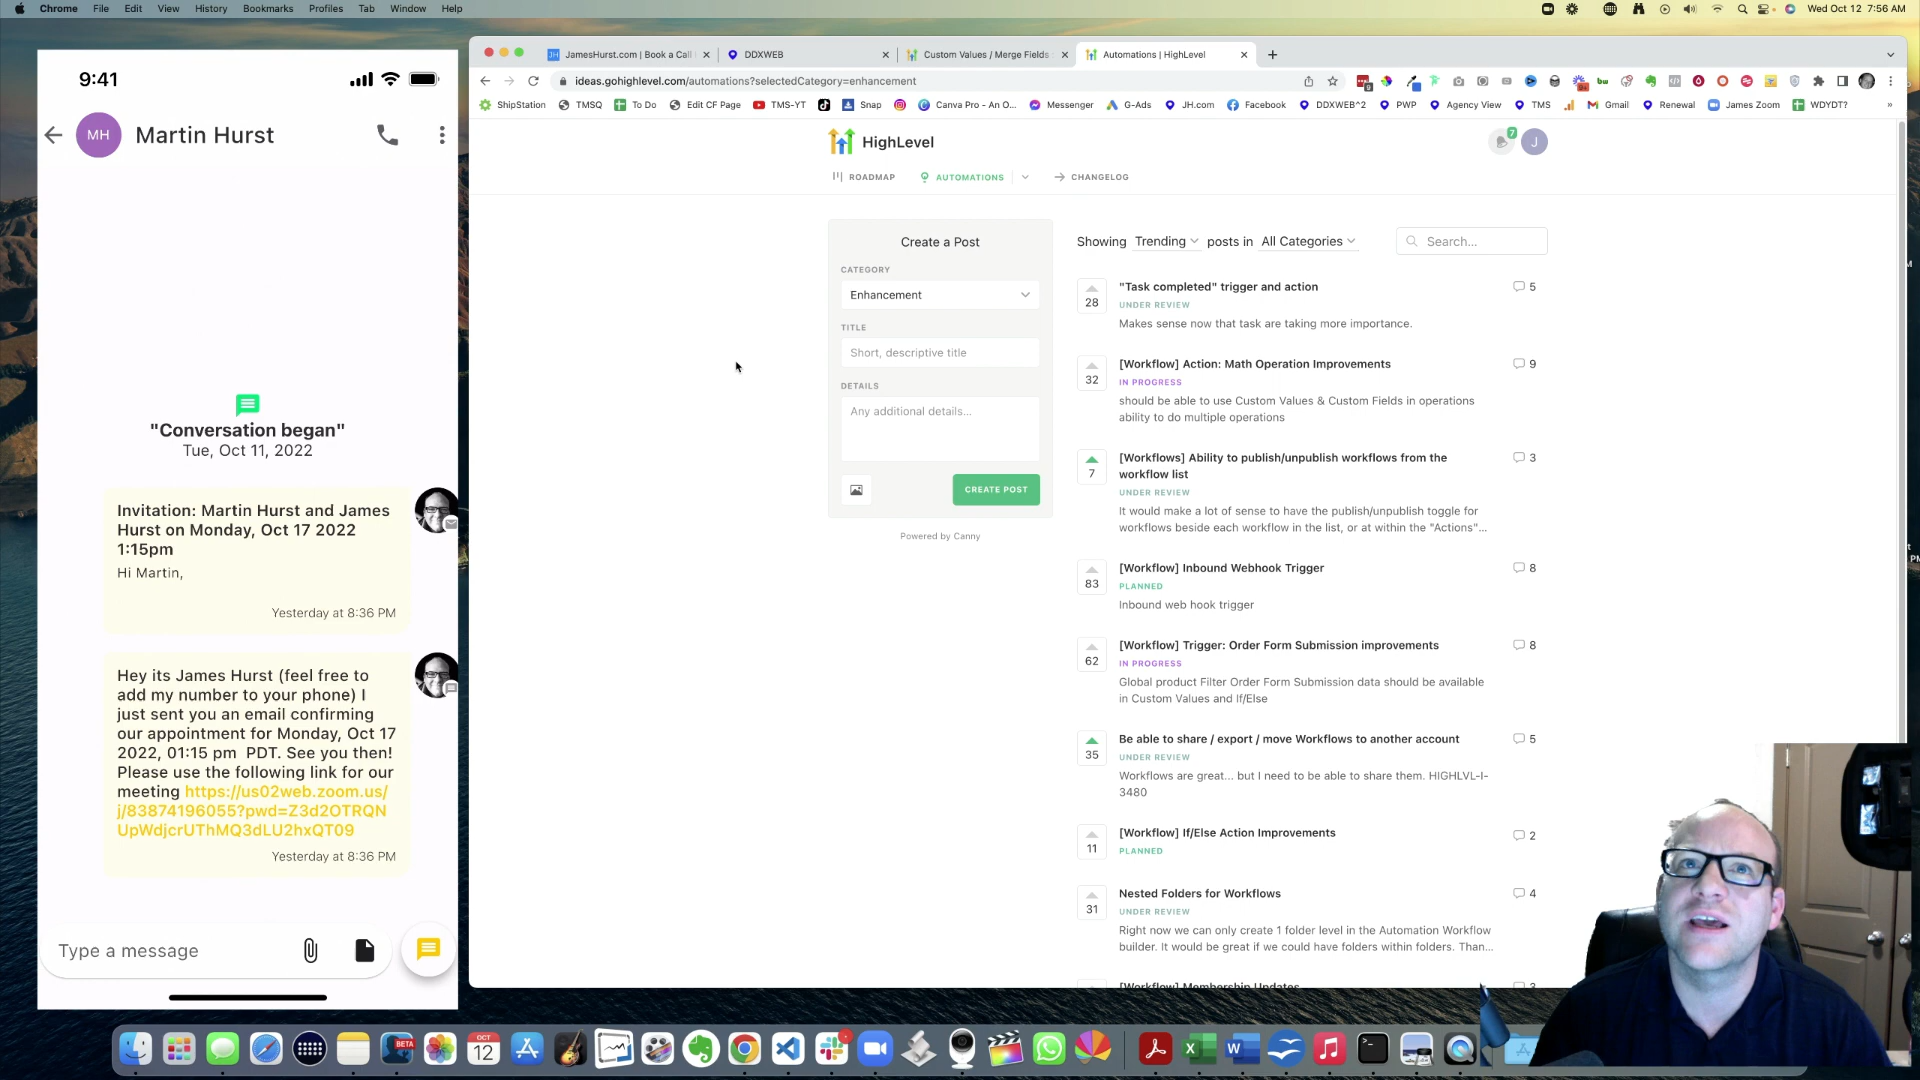 Chrome File Edit View History Bookmarks Profiles Tab Window Help
Wed Oct 12 7:56 AM
9:41
MH Martin Hurst
"Conversation began"
Tue, Oct 11, 2022
Invitation: Martin Hurst and James
Hurst on Monday, Oct 17 2022
1:15pm
Hi Martin,
Yesterday at 8:36 PM
Hey its James Hurst (feel free to
add my number to your phone) I
just sent you an email confirming
our appointment for Monday, Oct 17
2022, 01:15 pm PDT. See you then!
Please use the following link for our
meeting https://us02web.zoom.us/
j/83874196055?pwd=Z3d2OTRQN
UpWdjcrUThMQ3dLU2hxQT09
Yesterday at 8:36 PM
Type a message
JamesHurst.com | Book a Call
DDXWEB
Custom Values / Merge Fields
Automations | HighLevel
ideas.gohighlevel.com/automations?selectedCategory=enhancement
ShipStation TMSQ To Do Edit CF Page TMS-YT Snap Canva Pro - An O... Messenger G-Ads JH.com Facebook DDXWEB^2 PWP Agency View TMS Gmail Renewal James Zoom WDYDT? »
HighLevel
7
J
ROADMAP AUTOMATIONS CHANGELOG
Create a Post
CATEGORY
Enhancement
TITLE
Short, descriptive title
DETAILS
Any additional details...
CREATE POST
Powered by Canny
Showing Trending posts in All Categories
Search...
"Task completed" trigger and action
5
28
UNDER REVIEW
Makes sense now that task are taking more importance.
[Workflow] Action: Math Operation Improvements
9
32
IN PROGRESS
should be able to use Custom Values & Custom Fields in operations
ability to do multiple operations
[Workflows] Ability to publish/unpublish workflows from the
3
7
workflow list
UNDER REVIEW
It would make a lot of sense to have the publish/unpublish toggle for
workflows beside each workflow in the list, or at within the "Actions"...
[Workflow] Inbound Webhook Trigger
8
83
PLANNED
Inbound web hook trigger
[Workflow] Trigger: Order Form Submission improvements
8
62
IN PROGRESS
Global product Filter Order Form Submission data should be available
in Custom Values and If/Else
Be able to share / export / move Workflows to another account
5
35
UNDER REVIEW
Workflows are great... but I need to be able to share them. HIGHLVL-I-
3480
[Workflow] If/Else Action Improvements
2
11
PLANNED
Nested Folders for Workflows
4
31
UNDER REVIEW
Right now we can only create 1 folder level in the Automation Workflow
builder. It would be great if we could have folders within folders. Than...
[Workflow] Membership Updates
3
OCT
12
BETA